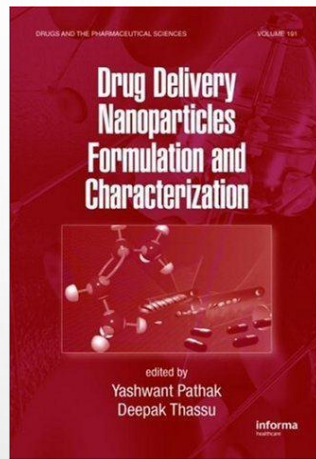 DRUGS AND THE PHARMACEUTICAL SCIENCES VOLUME 191
Drug Delivery
Nanoparticles
Formulation and
Characterization
edited by
Yashwant Pathak
Deepak Thassu
informa
healthcare